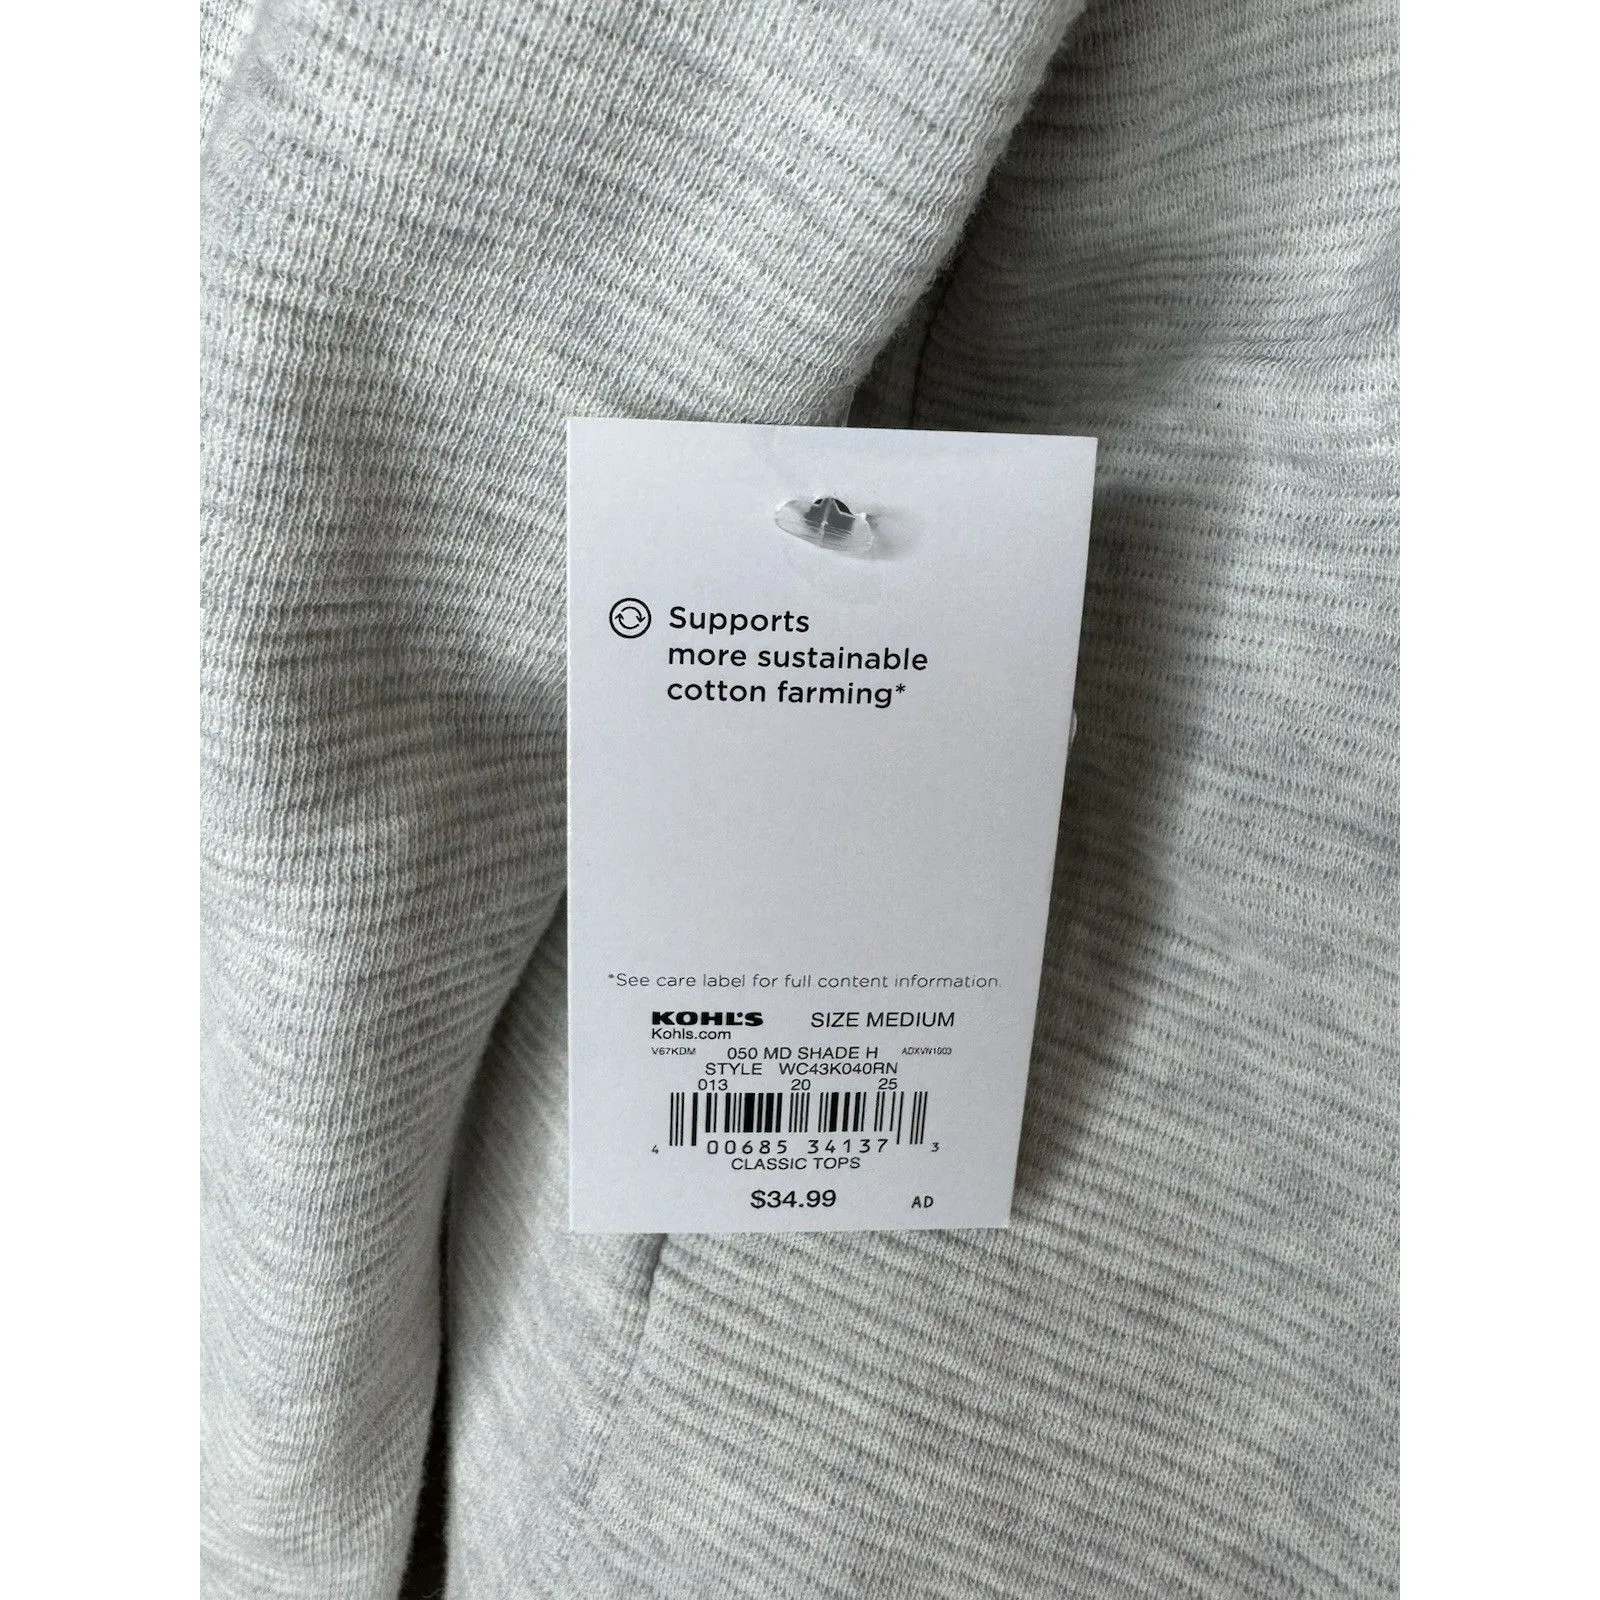 Supports
more sustainable
cotton farming*
*See care label for full content information.
KOHL'S SIZE MEDIUM
Kohls.com
V67KDM 050 MD SHADE H ADXVN1903
STYLE WC43K040RN
013 20 25
4 00685 34137 3
CLASSIC TOPS
$34.99 AD